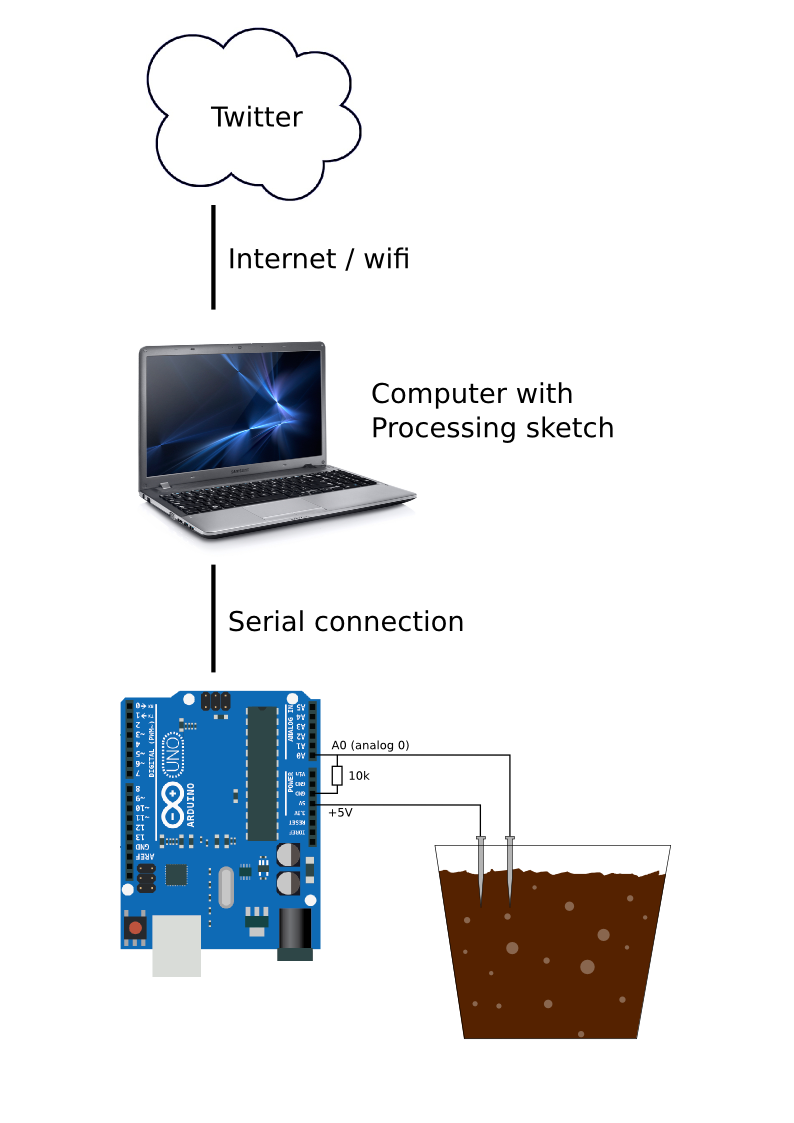 Twitter
Internet / wifi
Computer with
Processing sketch
Serial connection
A0 (analog 0)
10k
+5V
ANALOG IN
A5
A4
A3
A2
A1
A0
POWER
Vin
GND
GND
5V
3.3V
RESET
IOREF
DIGITAL (PWM~)
0
1
2
~3
4
~5
~6
7
8
~9
~10
~11
12
13
GND
AREF
UNO
ARDUINO